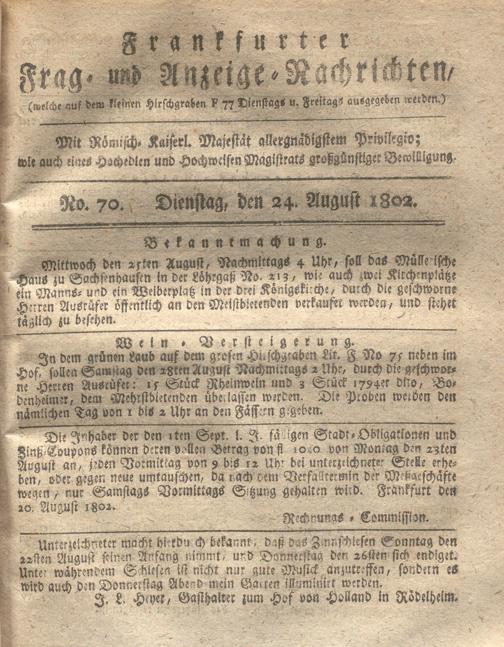 Frankfurter
Frag- und Anzeige-Nachrichten,
(welche auf dem kleinen Hirschgraben F 77 Dienstags u. Freitags ausgegeben werden.)
Mit Römisch-Kaiserl. Majestät allergnädigstem Privilegio;
wie auch eines Hochedlen und Hochweisen Magistrats großgünstiger Bewilligung.
No. 70. Dienstag, den 24. August 1802.
Bekanntmachung.
Mittwoch den 25ten August, Nachmittags 4 Uhr, soll das Müllerische
Haus zu Sachsenhausen in der Löhrgaß No. 213, wie auch zwei Kirchenplätze
ein Manns- und ein Weiberplatz in der drei Königskirche, durch die geschworne
Herren Ausrüfer öffentlich an den Meistbietenden verkaufet werden, und stehet
täglich zu besehen.
Wein-Versteigerung.
In dem grünen Laub auf dem großen Hirschgraben Lit. F No 75 neben im
Hof, sollen Samstag den 28ten August Nachmittags 2 Uhr, durch die geschwor-
ne Herren Ausrüfer: 15 Stück Rheinwein und 3 Stück 1794er dito, Bo-
denheimer, dem Mehrstbietenden überlassen werden. Die Proben werden den
nämlichen Tag von 1 bis 2 Uhr an den Fässern gegeben.
Die Inhaber der den 1ten Sept. l. J. fälligen Stadt-Obligationen und
Zinß-Coupons können deren vollen Betrag von fl 1000 von Montag den 23ten
August an, jeden Vormittag von 9 bis 12 Uhr bei unterzeichneter Stelle erhe-
ben, oder gegen neue umtauschen, da nach dem Verfalltermin der Meßgeschäfte
wegen, nur Samstags Vormittags Sitzung gehalten wird. Frankfurt den
20. August 1802.
Rechnungs-Commission.
Unterzeichneter macht hierdurch bekannt, daß das Zinnschiesen Sonntag den
22sten August seinen Anfang nimmt, und Donnerstag den 26sten sich endiget.
Unter währendem Schiesen ist nicht nur gute Musick anzutreffen, sondern es
wird auch den Donnerstag Abend mein Garten illuminirt werden.
J. L. Heyer, Gasthalter zum Hof von Holland in Rödelheim.